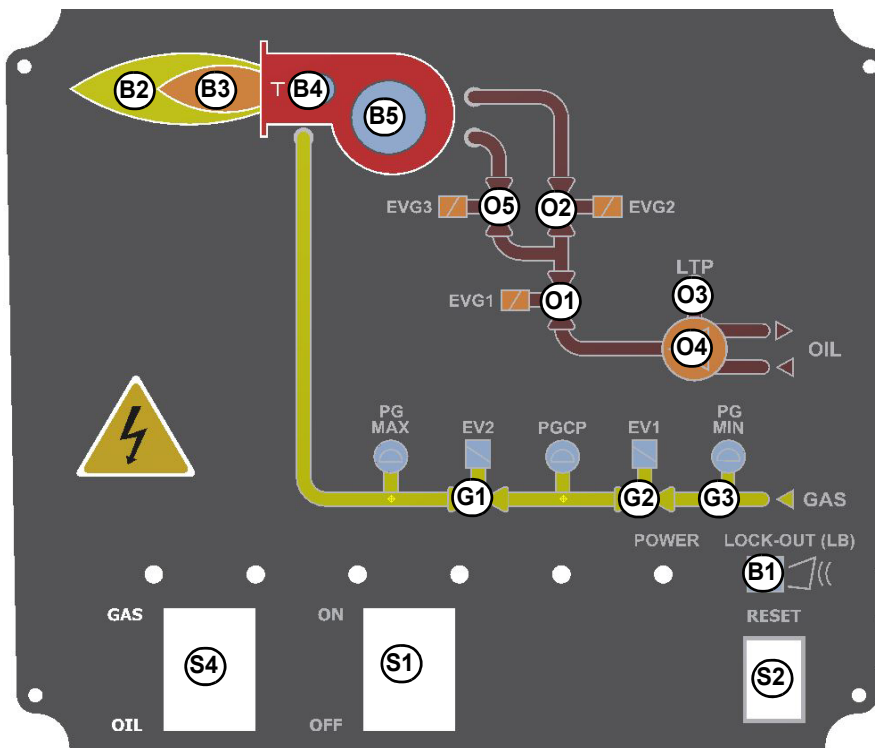 B2 B3 T B4
B5
EVG3 O5 O2 EVG2
LTP
EVG1 O1 O3
O4 OIL
PG
MAX EV2 PGCP EV1 PG
MIN
G1 G2 G3 GAS
POWER LOCK-OUT (LB)
B1
GAS ON RESET
S4 S1 S2
OIL OFF